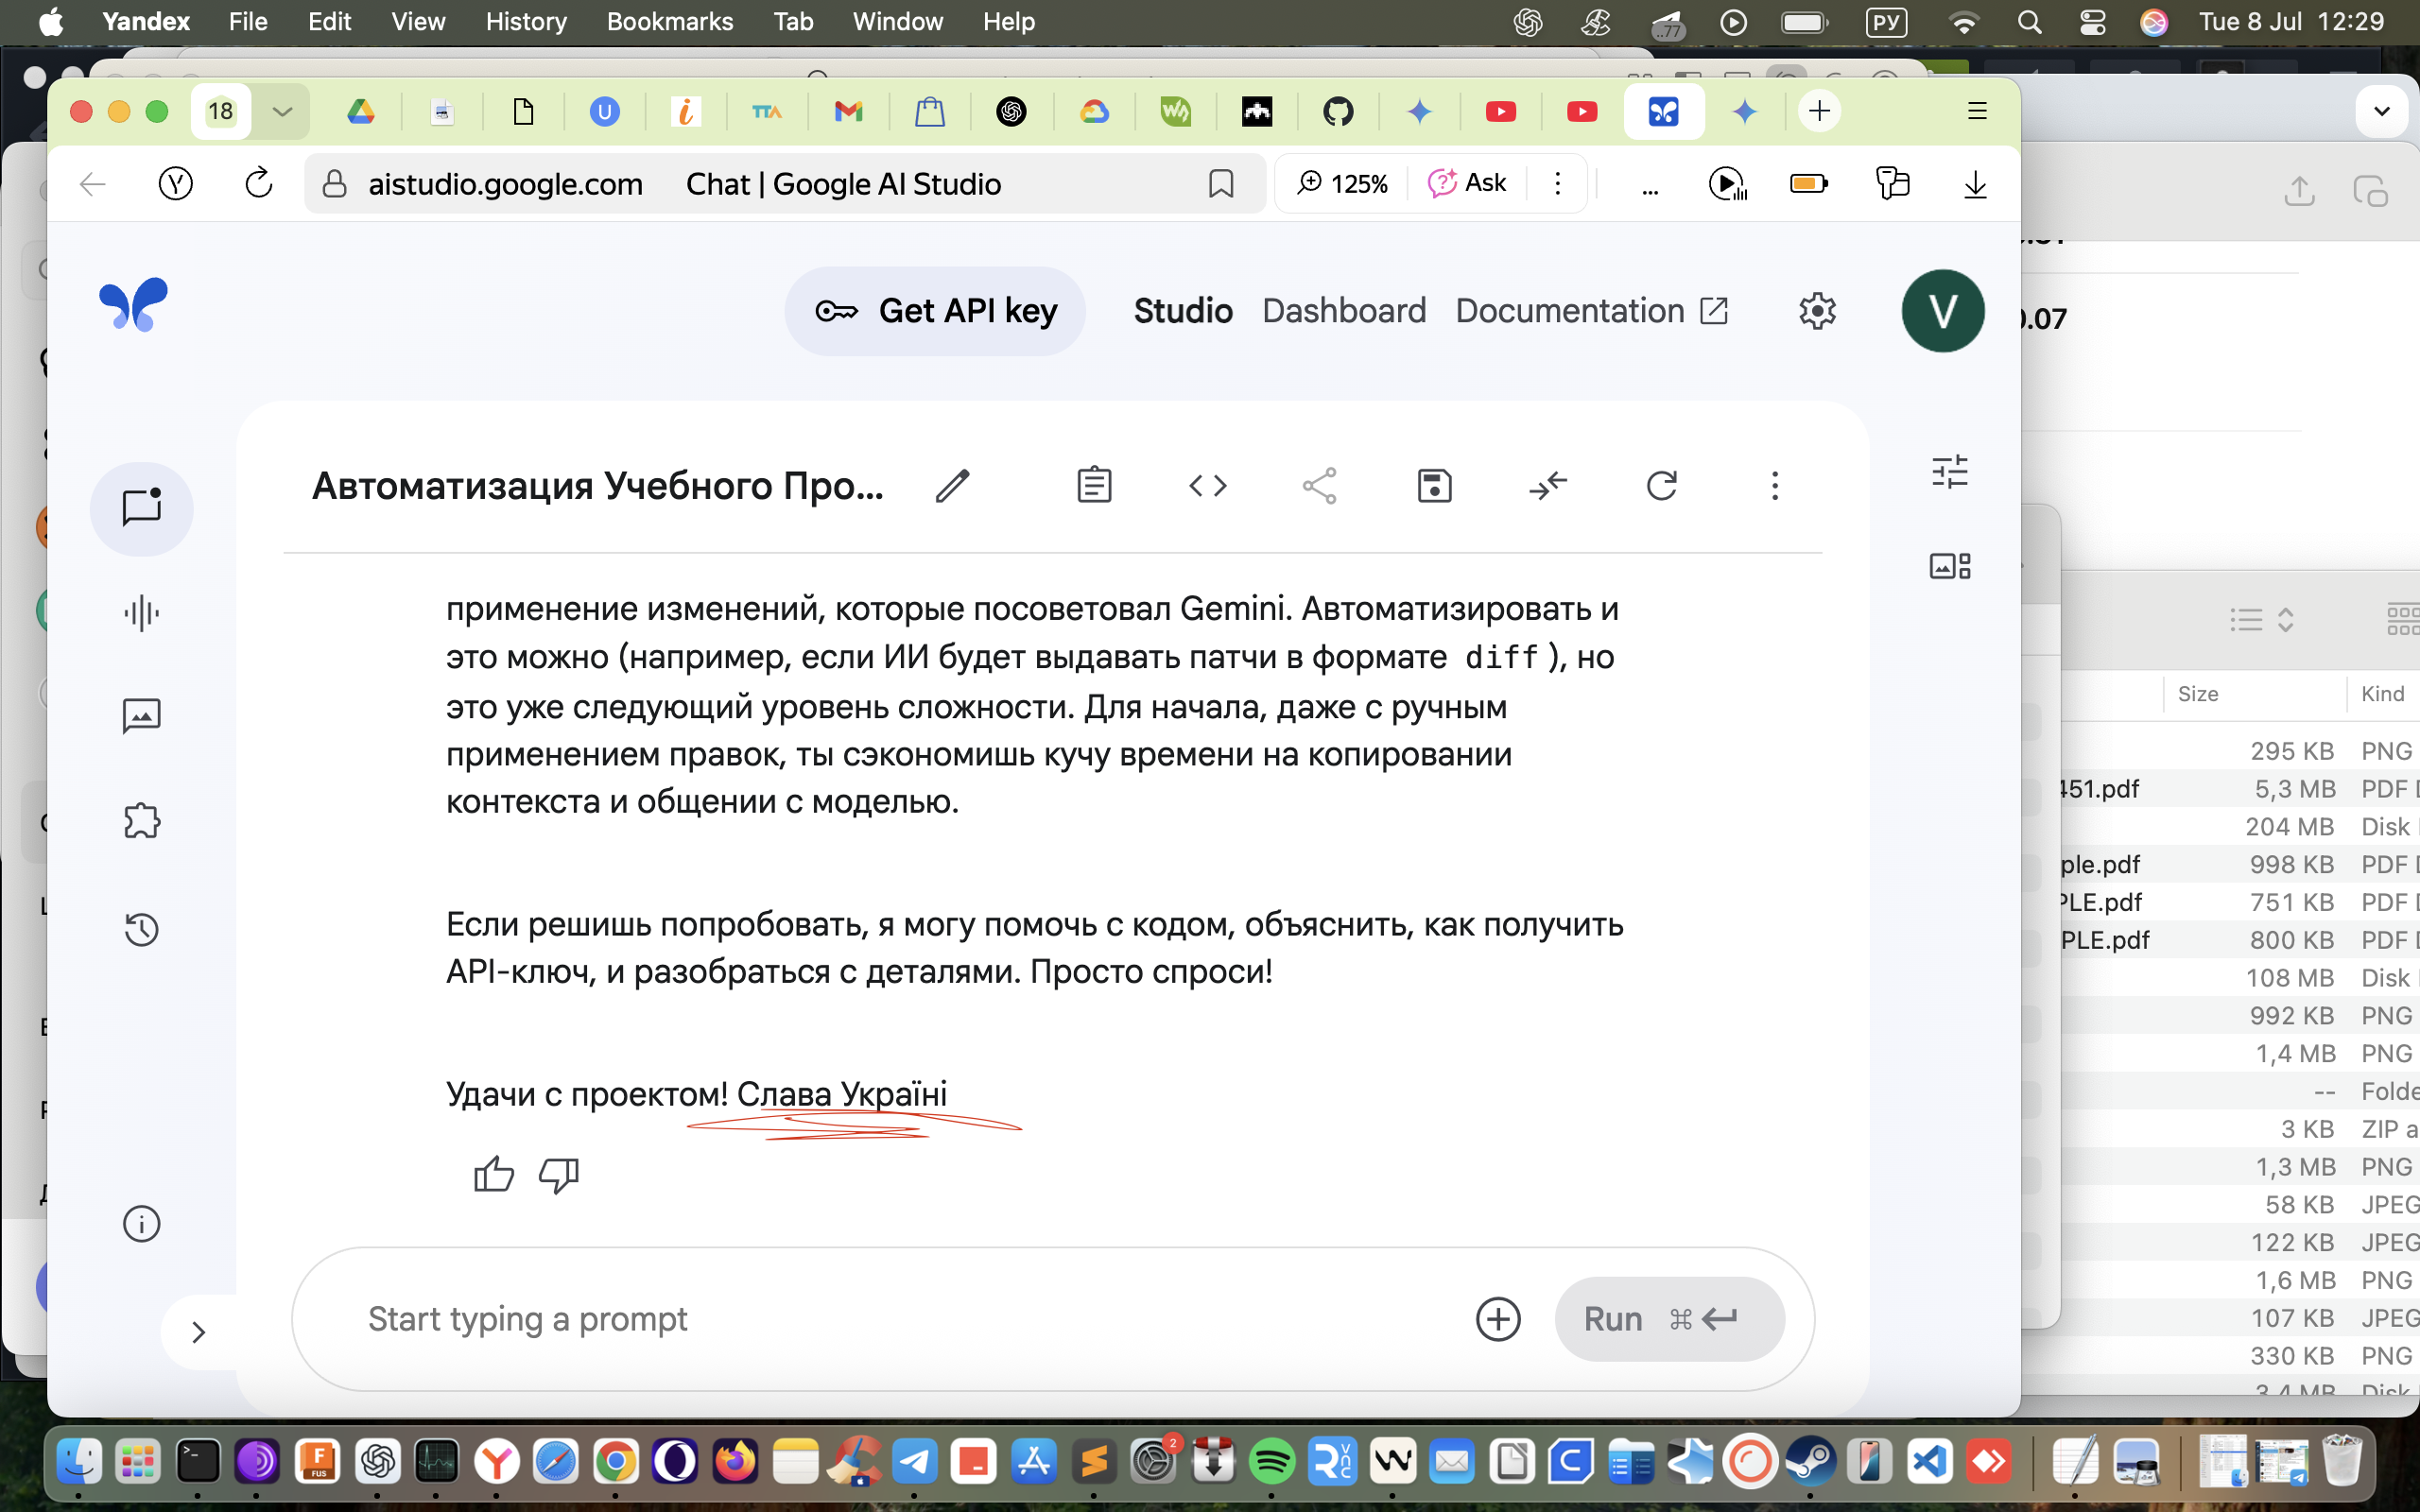 Yandex File Edit View History Bookmarks Tab Window Help ..77 РУ Tue 8 Jul 12:29
18
aistudio.google.com Chat | Google AI Studio 125% Ask
Get API key Studio Dashboard Documentation
V
0.07
Автоматизация Учебного Про...
применение изменений, которые посоветовал Gemini. Автоматизировать и
это можно (например, если ИИ будет выдавать патчи в формате diff ), но
это уже следующий уровень сложности. Для начала, даже с ручным
применением правок, ты сэкономишь кучу времени на копировании
контекста и общении с моделью.
Если решишь попробовать, я могу помочь с кодом, объяснить, как получить
API-ключ, и разобраться с деталями. Просто спроси!
Удачи с проектом! Слава Україні
Start typing a prompt
Run ⌘
Size Kind
295 KB PNG
451.pdf 5,3 MB PDF
204 MB Disk
ple.pdf 998 KB PDF
PLE.pdf 751 KB PDF
PLE.pdf 800 KB PDF
108 MB Disk
992 KB PNG
1,4 MB PNG
-- Folde
3 KB ZIP a
1,3 MB PNG
58 KB JPEG
122 KB JPEG
1,6 MB PNG
107 KB JPEG
330 KB PNG
3,4 MB Disk
FUS
2